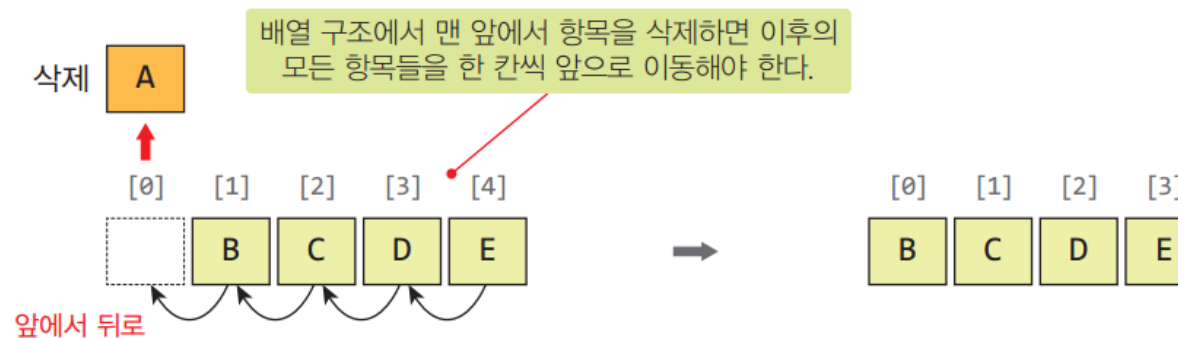 배열 구조에서 맨 앞에서 항목을 삭제하면 이후의
모든 항목들을 한 칸씩 앞으로 이동해야 한다.
삭제 A
[0] [1] [2] [3] [4] [0] [1] [2] [3]
B C D E B C D E
앞에서 뒤로